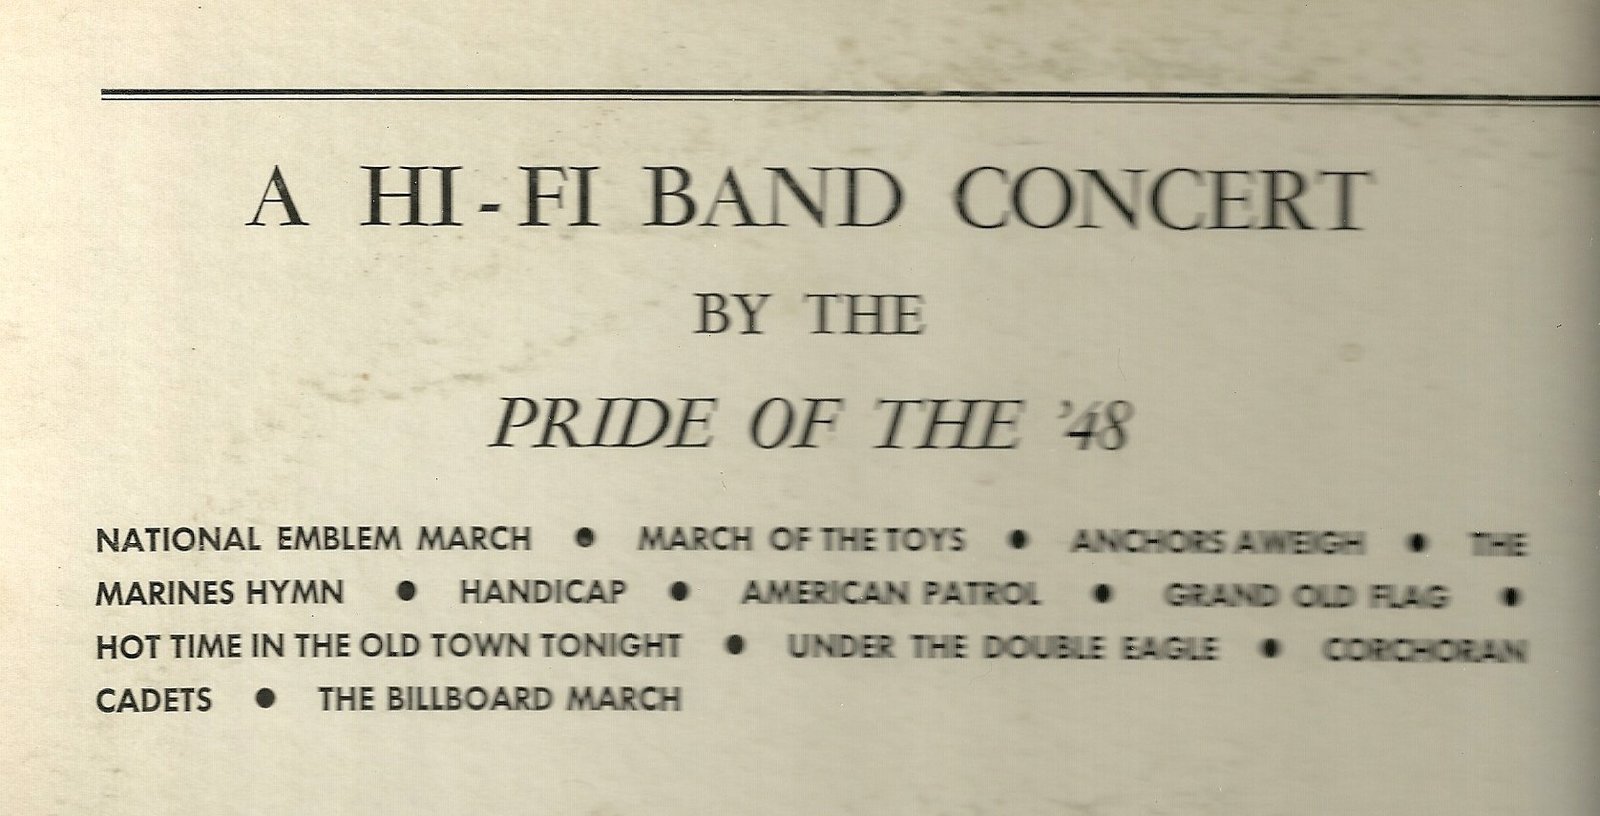 A HI-FI BAND CONCERT
BY THE
PRIDE OF THE '48
NATIONAL EMBLEM MARCH ● MARCH OF THE TOYS ● ANCHORS AWEIGH ● THE
MARINES HYMN ● HANDICAP ● AMERICAN PATROL ● GRAND OLD FLAG ●
HOT TIME IN THE OLD TOWN TONIGHT ● UNDER THE DOUBLE EAGLE ● CORCHORAN
CADETS ● THE BILLBOARD MARCH